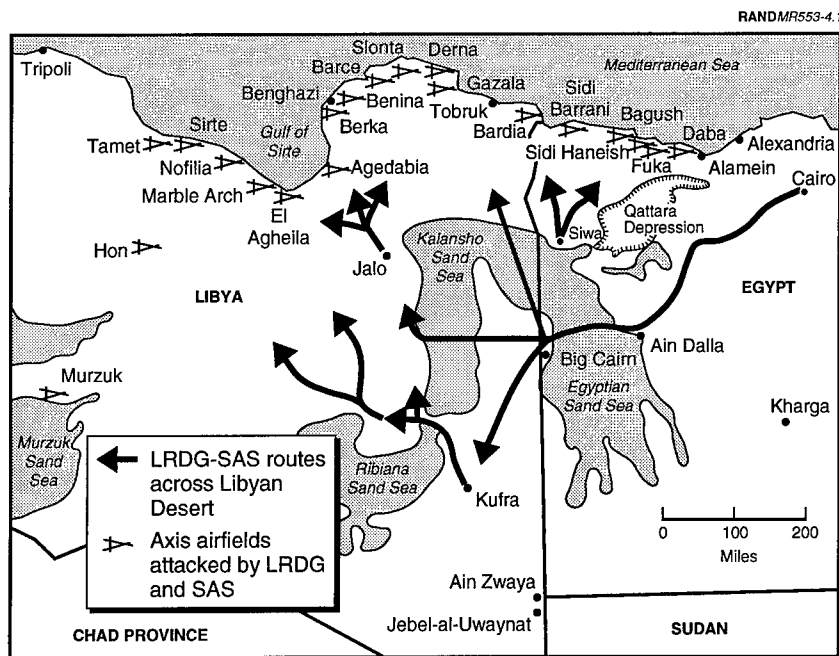 RANDMR553-4.1
Tripoli
Slonta
Derna
Barce
Gazala
Mediterranean Sea
Benghazi
Benina
Tobruk
Sidi
Barrani
Bagush
Berka
Bardia
Daba
Alexandria
Sirte
Gulf of
Sirte
Tamet
Nofilia
Agedabia
Sidi Haneish
Fuka
Alamein
Cairo
Marble Arch
El
Agheila
Qattara
Depression
Siwa
Kalansho
Sand
Sea
Hon
Jalo
LIBYA
EGYPT
Ain Dalla
Big Cairn
Murzuk
Egyptian
Sand Sea
Kharga
Murzuk
Sand
Sea
LRDG-SAS routes
across Libyan
Desert
Ribiana
Sand Sea
Kufra
0 100 200
Miles
Axis airfields
attacked by LRDG
and SAS
Ain Zwaya
Jebel-al-Uwaynat
CHAD PROVINCE
SUDAN